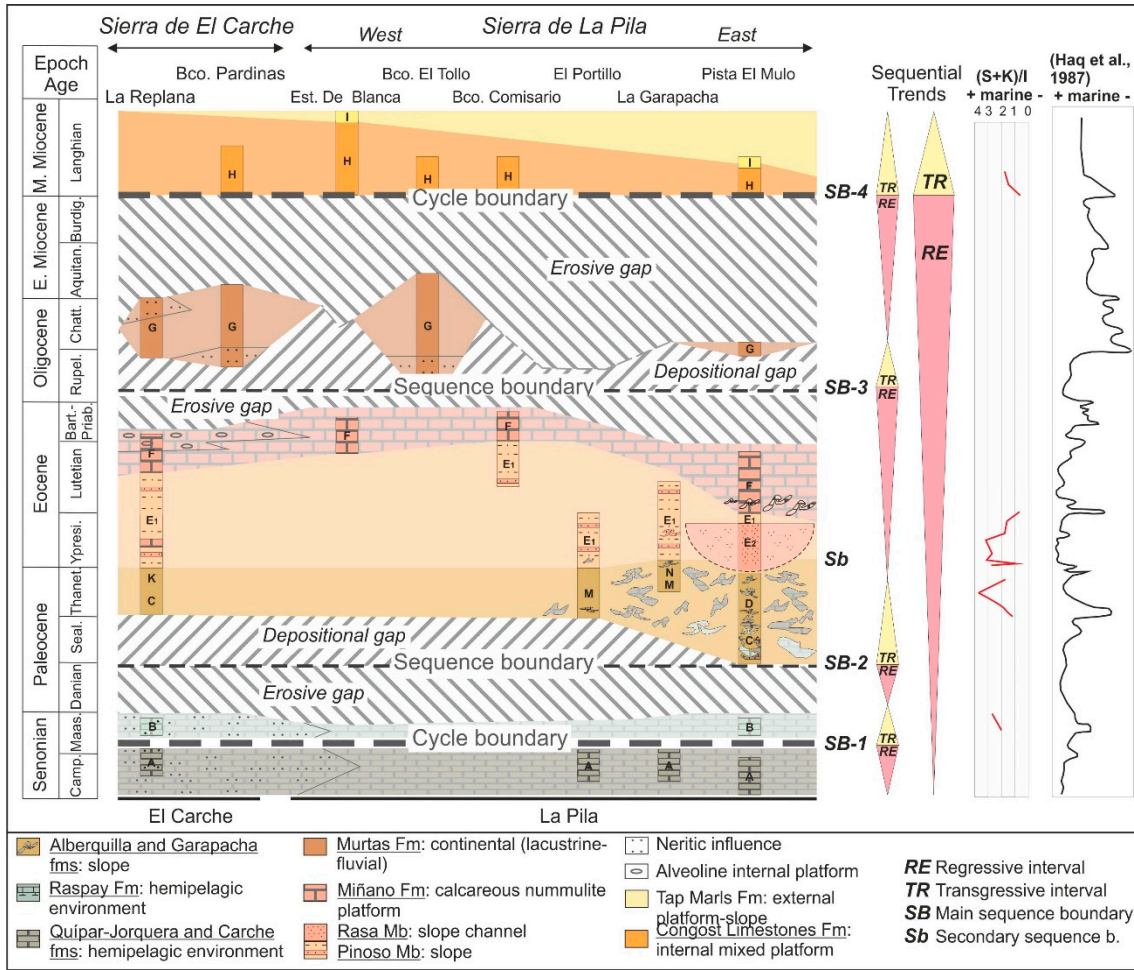 Sierra de El Carche
Sierra de La Pila
West
East
Epoch
Age
Bco. Pardinas
Bco. El Tollo
El Portillo
Pista El Mulo
La Replana
Est. De Blanca
Bco. Comisario
La Garapacha
Sequential
Trends
(S+K)/I
+ marine -
4 3 2 1 0
(Haq et al.,
1987)
+ marine -
M. Miocene
Langhian
I
H
H
H
H
I
H
Cycle boundary
SB-4
TR
RE
TR
RE
E. Miocene
Burdig.
Aquitan.
Erosive gap
Oligocene
Chatt.
Rupel.
G
G
G
G
Depositional gap
Sequence boundary
SB-3
TR
RE
Eocene
Bart.-
Priab.
Lutetian
Ypresi.
Erosive gap
F
F
F
F
E1
E1
E1
E1
E1
E2
Sb
Paleocene
Thanet.
Seal.
Danian
K
C
M
N
M
D
Depositional gap
Sequence boundary
SB-2
TR
RE
Erosive gap
Senonian
Maas.
Camp.
B
B
Cycle boundary
SB-1
TR
RE
A
A
A
A
El Carche
La Pila
Alberquilla and Garapacha
fms: slope
Raspay Fm: hemipelagic
environment
Quípar-Jorquera and Carche
fms: hemipelagic environment
Murtas Fm: continental (lacustrine-
fluvial)
Miñano Fm: calcareous nummulite
platform
Rasa Mb: slope channel
Pinoso Mb: slope
Neritic influence
Alveoline internal platform
Tap Marls Fm: external
platform-slope
Congost Limestones Fm:
internal mixed platform
RE Regressive interval
TR Transgressive interval
SB Main sequence boundary
Sb Secondary sequence b.